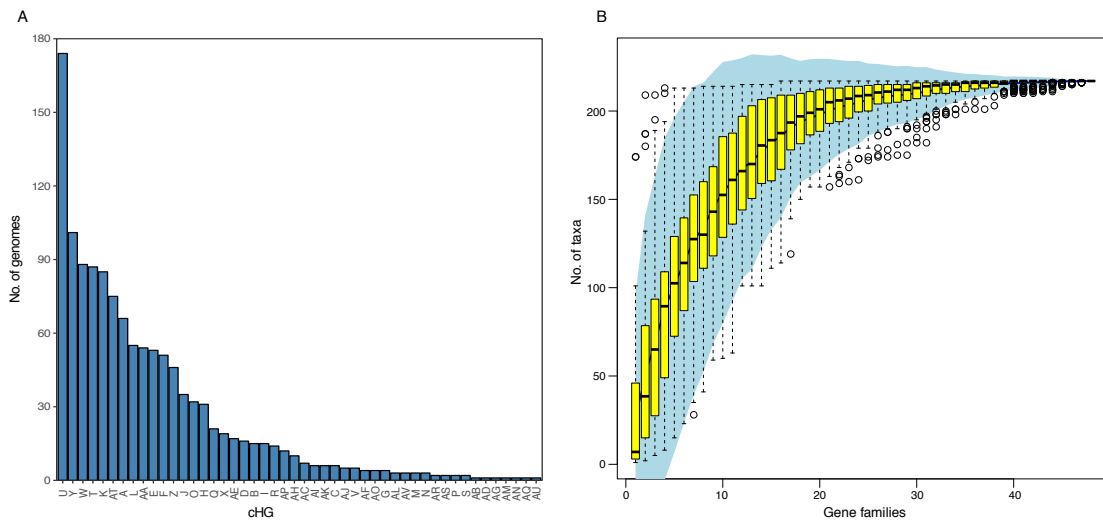 A
B
180
150
120
90
60
30
0
No. of genomes
U Y W T K AT A L AA E F Z J O H Q X AE D B I R AP AH AC AI AK C AJ V AF AO G AL AV M N AR AS P S AB AD AG AM AN AQ AU
cHG
200
150
100
50
0
No. of taxa
0 10 20 30 40
Gene families